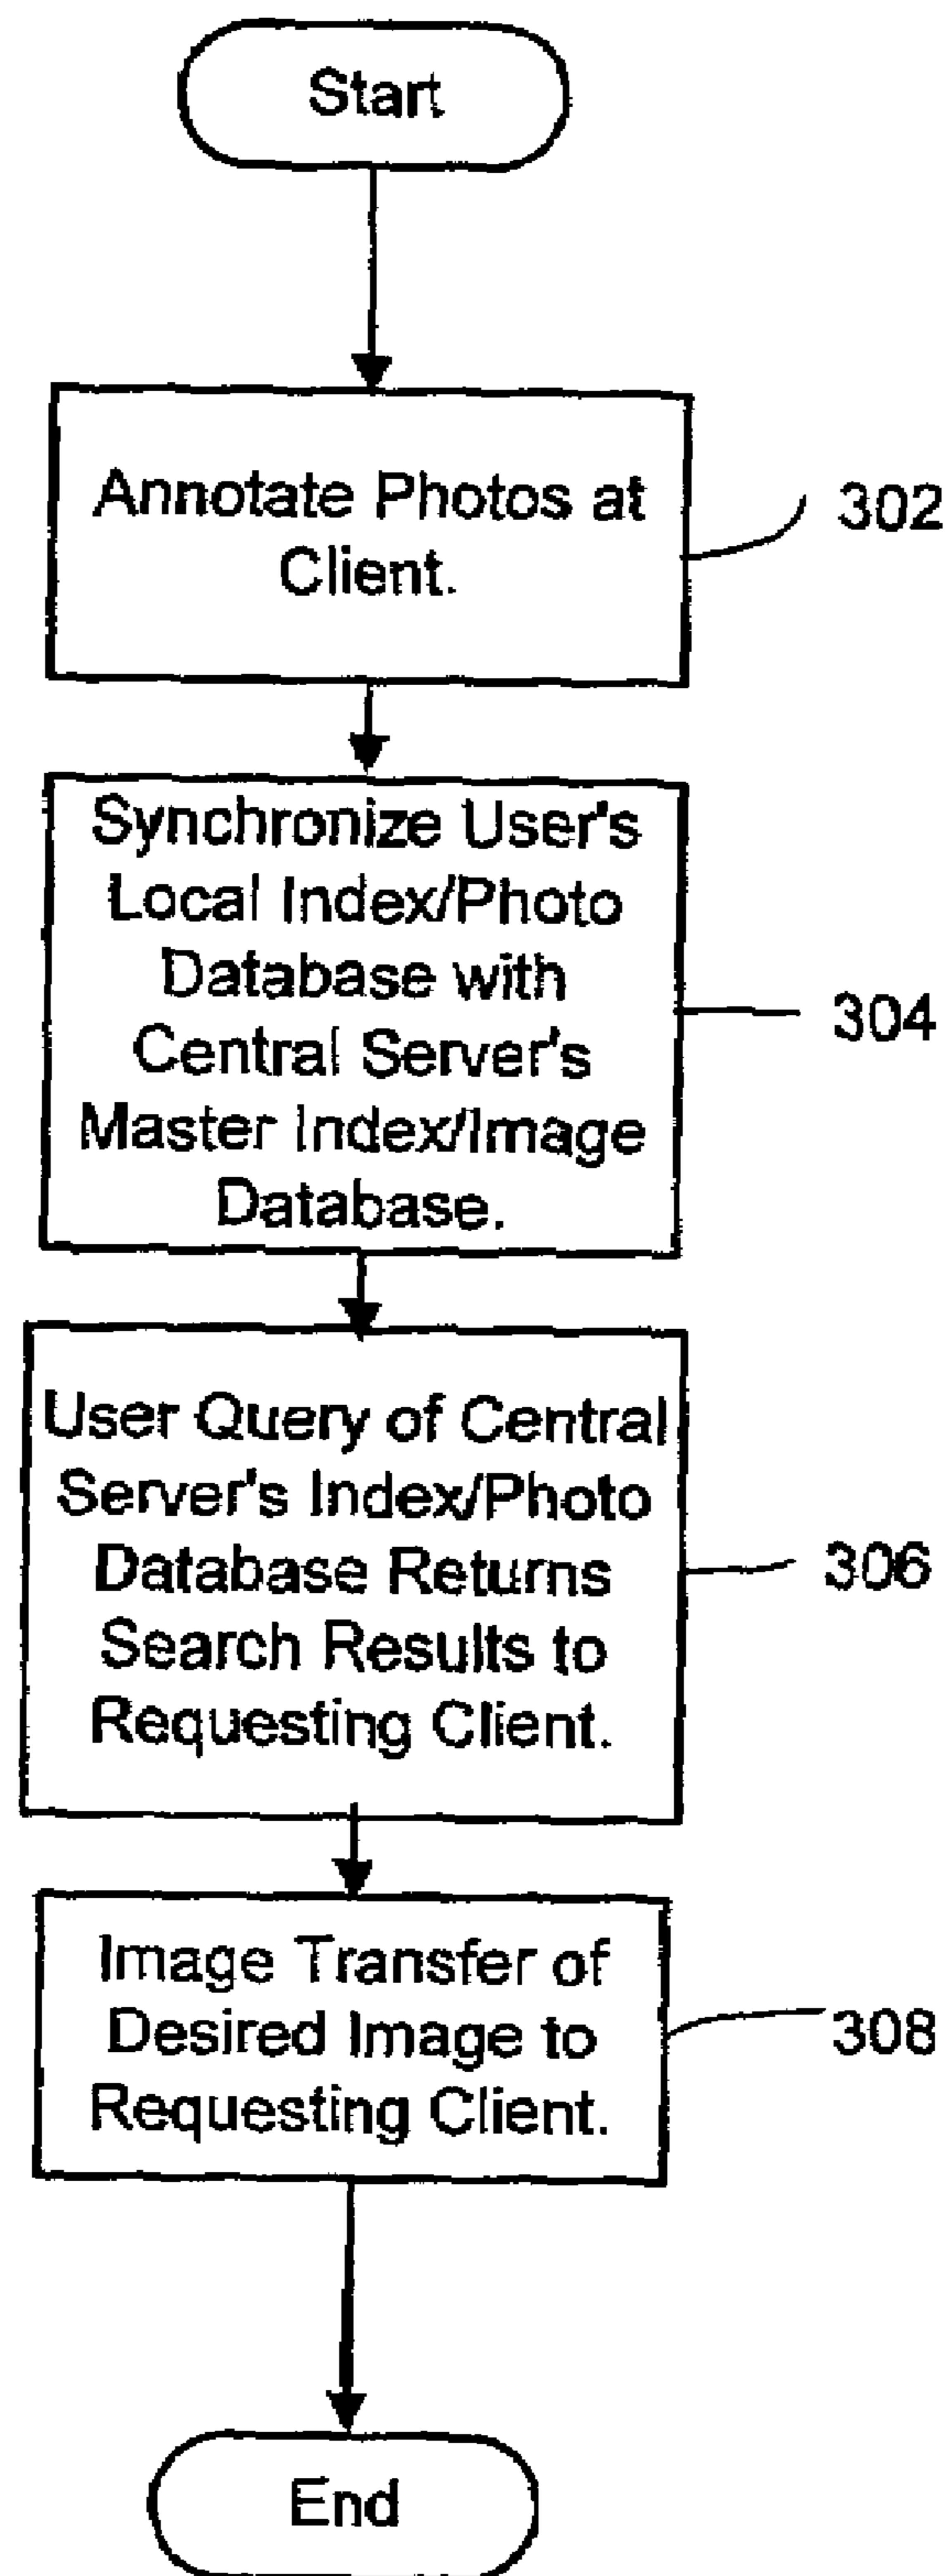 Start
Annotate Photos at
Client.
302
Synchronize User's
Local Index/Photo
Database with
Central Server's
Master Index/Image
Database.
304
User Query of Central
Server's Index/Photo
Database Returns
Search Results to
Requesting Client.
306
Image Transfer of
Desired Image to
Requesting Client.
308
End